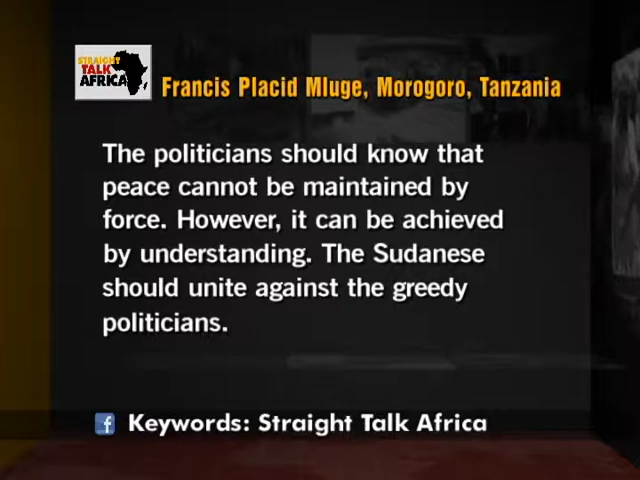 STRAIGHT
TALK
AFRICA
Francis Placid Mluge, Morogoro, Tanzania
The politicians should know that
peace cannot be maintained by
force. However, it can be achieved
by understanding. The Sudanese
should unite against the greedy
politicians.
f Keywords: Straight Talk Africa